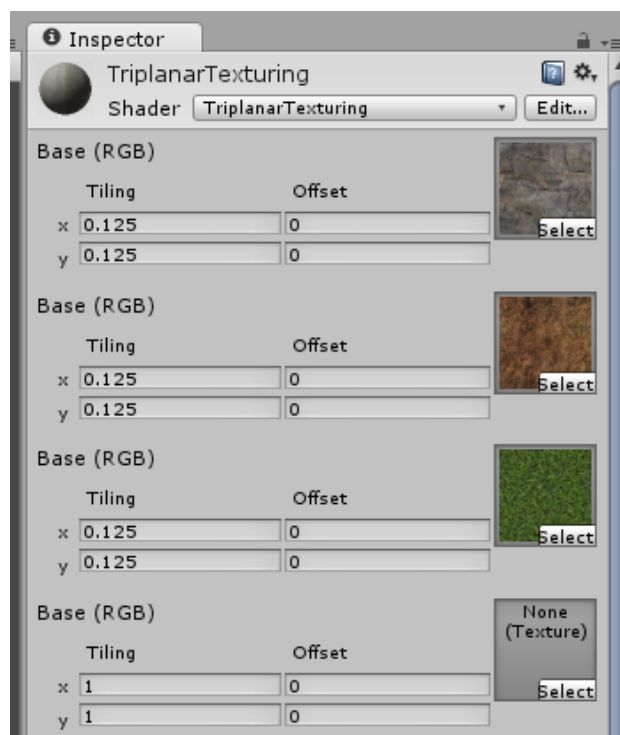 Inspector
TriplanarTexturing
Shader TriplanarTexturing Edit...
Base (RGB)
Tiling Offset
x 0.125 0
Select
y 0.125 0
Base (RGB)
Tiling Offset
x 0.125 0
Select
y 0.125 0
Base (RGB)
Tiling Offset
x 0.125 0
Select
y 0.125 0
Base (RGB)
None
(Texture)
Tiling Offset
x 1 0
Select
y 1 0